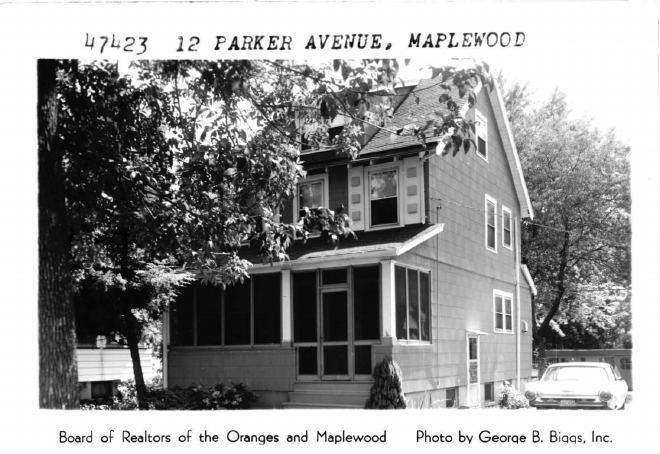 47423 12 PARKER AVENUE, MAPLEWOOD
Board of Realtors of the Oranges and Maplewood Photo by George B. Biggs, Inc.